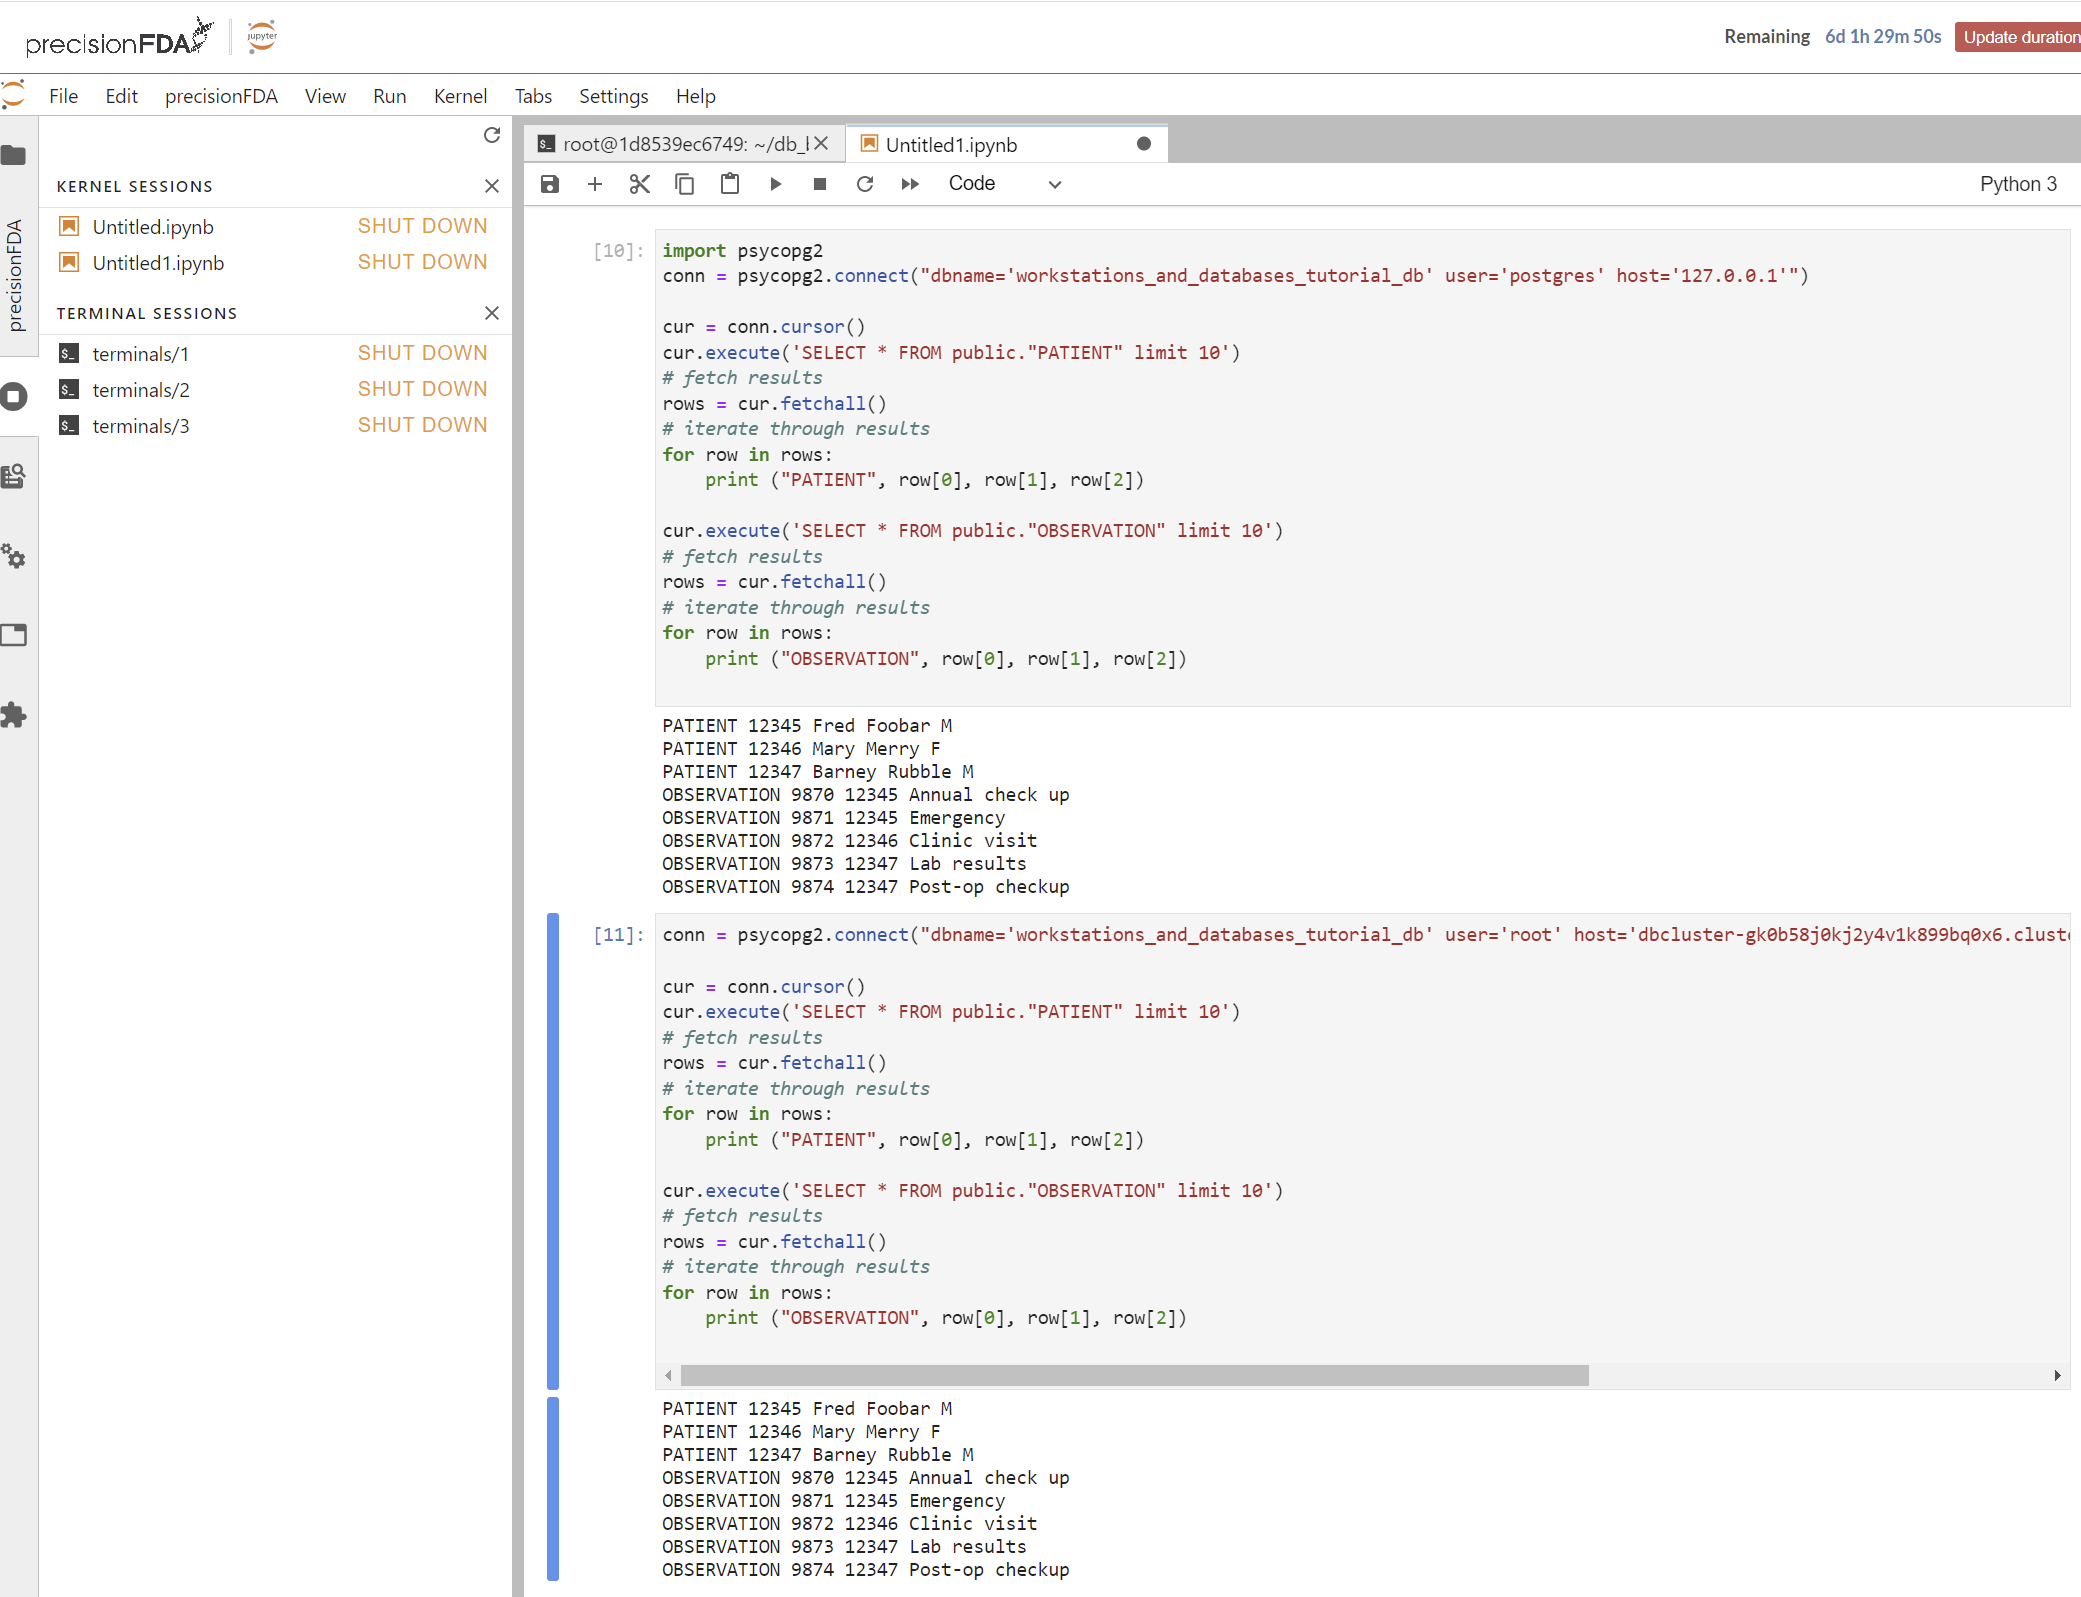 precisionFDA jupyter Remaining 6d 1h 29m 50s Update duration
File Edit precisionFDA View Run Kernel Tabs Settings Help
precisionFDA
KERNEL SESSIONS
Untitled.ipynb SHUT DOWN
Untitled1.ipynb SHUT DOWN
TERMINAL SESSIONS
terminals/1 SHUT DOWN
terminals/2 SHUT DOWN
terminals/3 SHUT DOWN
root@1d8539ec6749: ~/db_ Untitled1.ipynb
Code Python 3
[10]: import psycopg2
conn = psycopg2.connect("dbname='workstations_and_databases_tutorial_db' user='postgres' host='127.0.0.1'")
cur = conn.cursor()
cur.execute('SELECT * FROM public."PATIENT" limit 10')
# fetch results
rows = cur.fetchall()
# iterate through results
for row in rows:
    print ("PATIENT", row[0], row[1], row[2])
cur.execute('SELECT * FROM public."OBSERVATION" limit 10')
# fetch results
rows = cur.fetchall()
# iterate through results
for row in rows:
    print ("OBSERVATION", row[0], row[1], row[2])
PATIENT 12345 Fred Foobar M
PATIENT 12346 Mary Merry F
PATIENT 12347 Barney Rubble M
OBSERVATION 9870 12345 Annual check up
OBSERVATION 9871 12345 Emergency
OBSERVATION 9872 12346 Clinic visit
OBSERVATION 9873 12347 Lab results
OBSERVATION 9874 12347 Post-op checkup
[11]: conn = psycopg2.connect("dbname='workstations_and_databases_tutorial_db' user='root' host='dbcluster-gk0b58j0kj2y4v1k899bq0x6.clust
cur = conn.cursor()
cur.execute('SELECT * FROM public."PATIENT" limit 10')
# fetch results
rows = cur.fetchall()
# iterate through results
for row in rows:
    print ("PATIENT", row[0], row[1], row[2])
cur.execute('SELECT * FROM public."OBSERVATION" limit 10')
# fetch results
rows = cur.fetchall()
# iterate through results
for row in rows:
    print ("OBSERVATION", row[0], row[1], row[2])
PATIENT 12345 Fred Foobar M
PATIENT 12346 Mary Merry F
PATIENT 12347 Barney Rubble M
OBSERVATION 9870 12345 Annual check up
OBSERVATION 9871 12345 Emergency
OBSERVATION 9872 12346 Clinic visit
OBSERVATION 9873 12347 Lab results
OBSERVATION 9874 12347 Post-op checkup